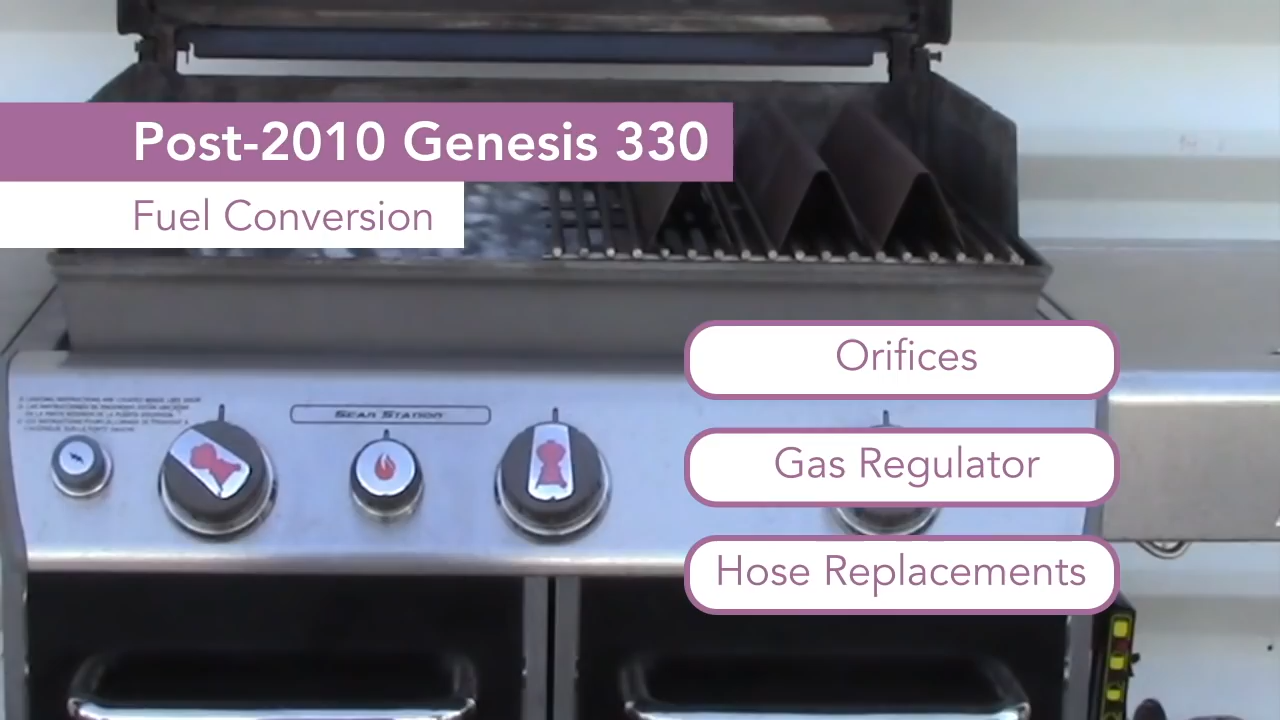 Post-2010 Genesis 330
Fuel Conversion
Orifices
Gas Regulator
Sear Station
Hose Replacements